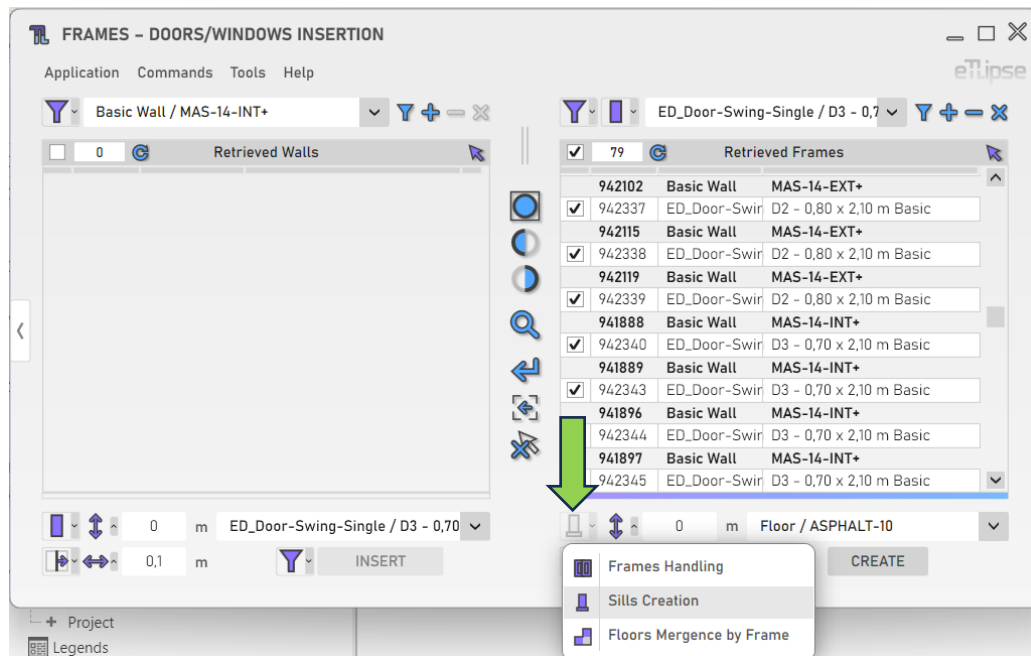 FRAMES – DOORS/WINDOWS INSERTION
Application Commands Tools Help
eTLipse
Basic Wall / MAS-14-INT+
ED_Door-Swing-Single / D3 - 0,7
0 Retrieved Walls
79 Retrieved Frames
942102 Basic Wall MAS-14-EXT+
942337 ED_Door-Swir D2 - 0,80 x 2,10 m Basic
942115 Basic Wall MAS-14-EXT+
942338 ED_Door-Swir D2 - 0,80 x 2,10 m Basic
942119 Basic Wall MAS-14-EXT+
942339 ED_Door-Swir D2 - 0,80 x 2,10 m Basic
941888 Basic Wall MAS-14-INT+
942340 ED_Door-Swir D3 - 0,70 x 2,10 m Basic
941889 Basic Wall MAS-14-INT+
942343 ED_Door-Swir D3 - 0,70 x 2,10 m Basic
941896 Basic Wall MAS-14-INT+
942344 ED_Door-Swir D3 - 0,70 x 2,10 m Basic
941897 Basic Wall MAS-14-INT+
942345 ED_Door-Swir D3 - 0,70 x 2,10 m Basic
0 m ED_Door-Swing-Single / D3 - 0,70
0 m Floor / ASPHALT-10
0,1 m INSERT
CREATE
Frames Handling
Sills Creation
Floors Mergence by Frame
Project
Legends